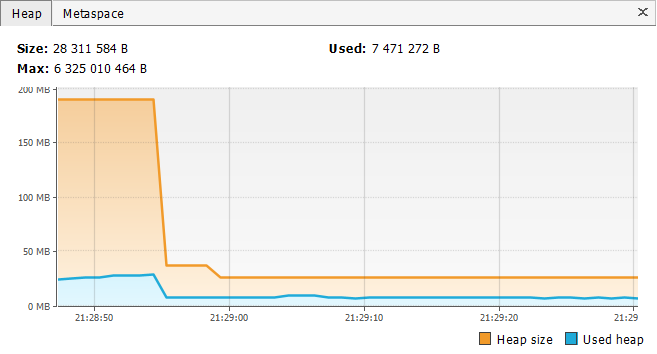 Heap Metaspace
Size: 28 311 584 B Used: 7 471 272 B
Max: 6 325 010 464 B
200 MB
150 MB
100 MB
50 MB
0 MB
21:28:50 21:29:00 21:29:10 21:29:20 21:29
Heap size Used heap